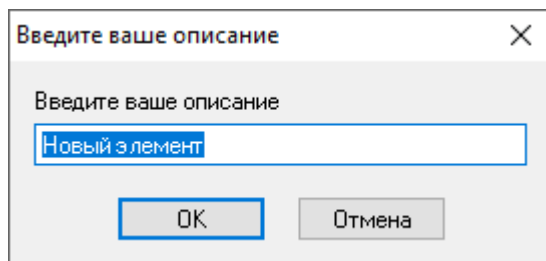 Введите ваше описание
Введите ваше описание
Новый элемент
OK
Отмена